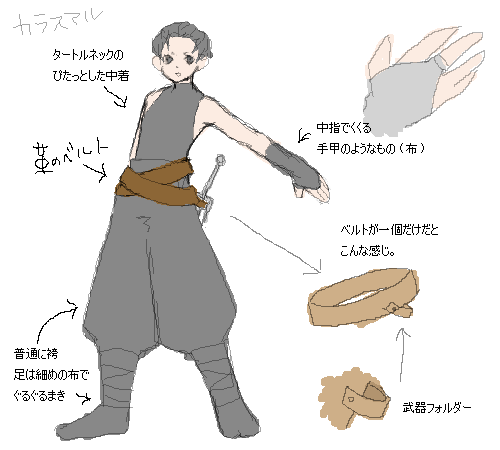 カラスマル
タートルネックの
ぴたっとした中着
中指でくくる
手甲のようなもの（布）
革のベルト
ベルトが一個だけだと
こんな感じ。
普通に袴
足は細めの布で
ぐるぐるまき
武器フォルダー